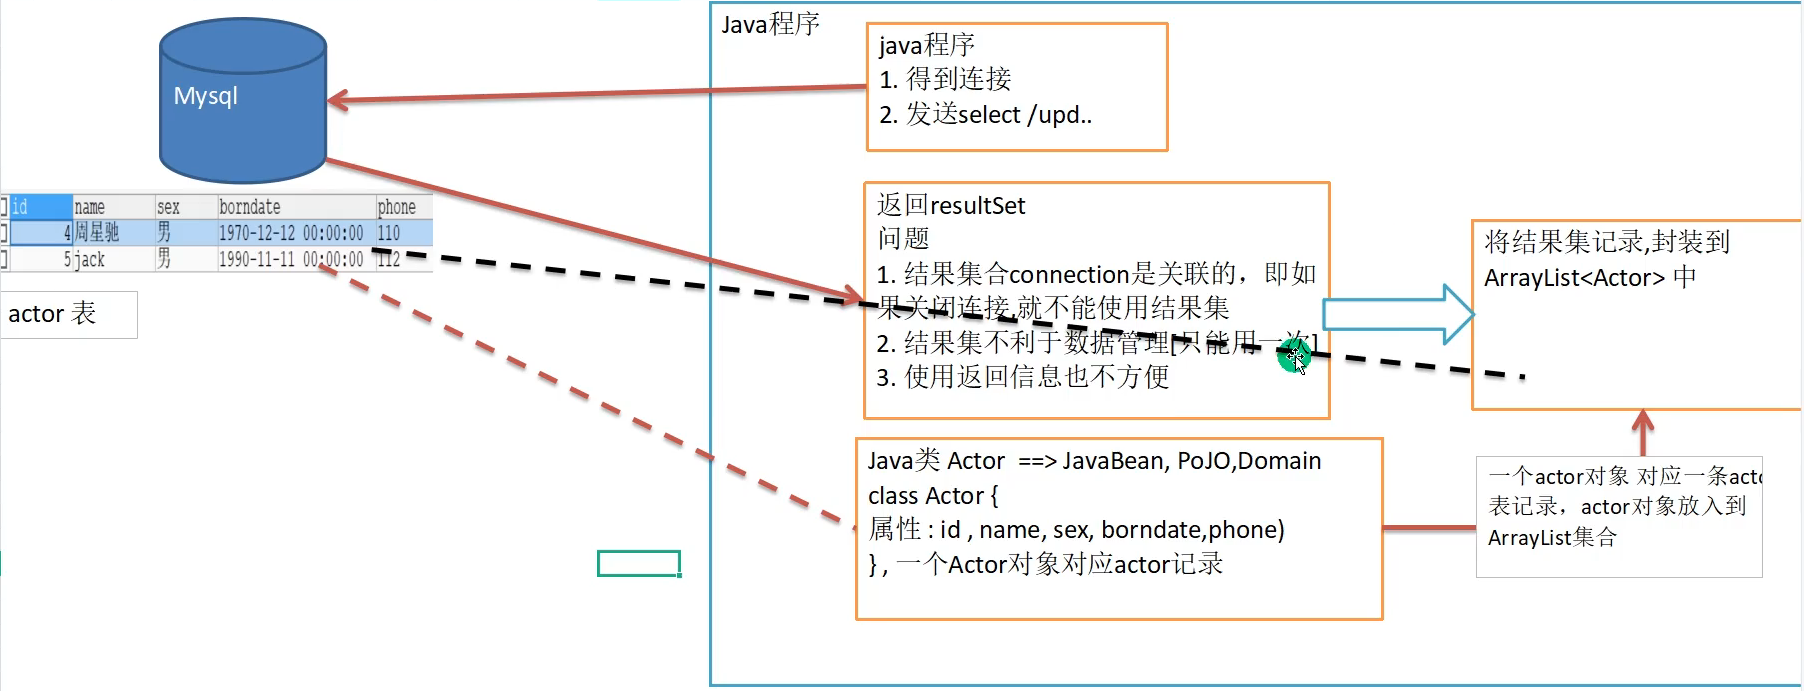 Java程序
java程序
1. 得到连接
2. 发送select /upd..
Mysql
id name sex borndate phone
4 周星驰 男 1970-12-12 00:00:00 110
5 jack 男 1990-11-11 00:00:00 112
actor 表
返回resultSet
问题
1. 结果集合connection是关联的，即如
果关闭连接,就不能使用结果集
2. 结果集不利于数据管理[只能用一次]
3. 使用返回信息也不方便
将结果集记录,封装到
ArrayList<Actor> 中
Java类 Actor ==> JavaBean, PoJO,Domain
class Actor {
属性 : id , name, sex, borndate,phone)
} , 一个Actor对象对应actor记录
一个actor对象 对应一条acto
表记录，actor对象放入到
ArrayList集合